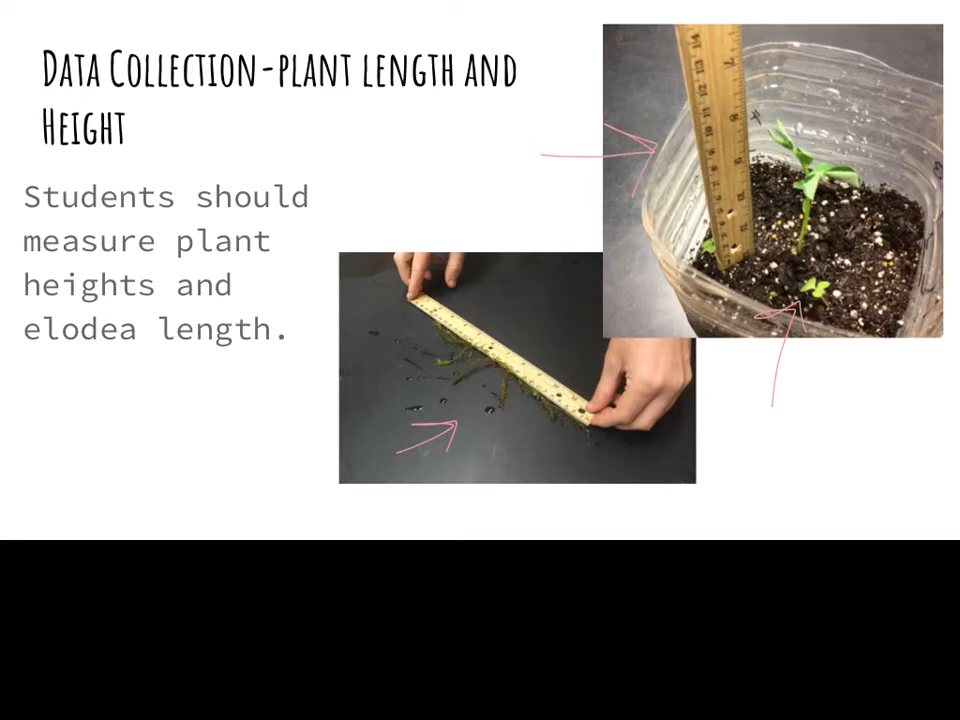 Data Collection-plant length and
Height
Students should
measure plant
heights and
elodea length.